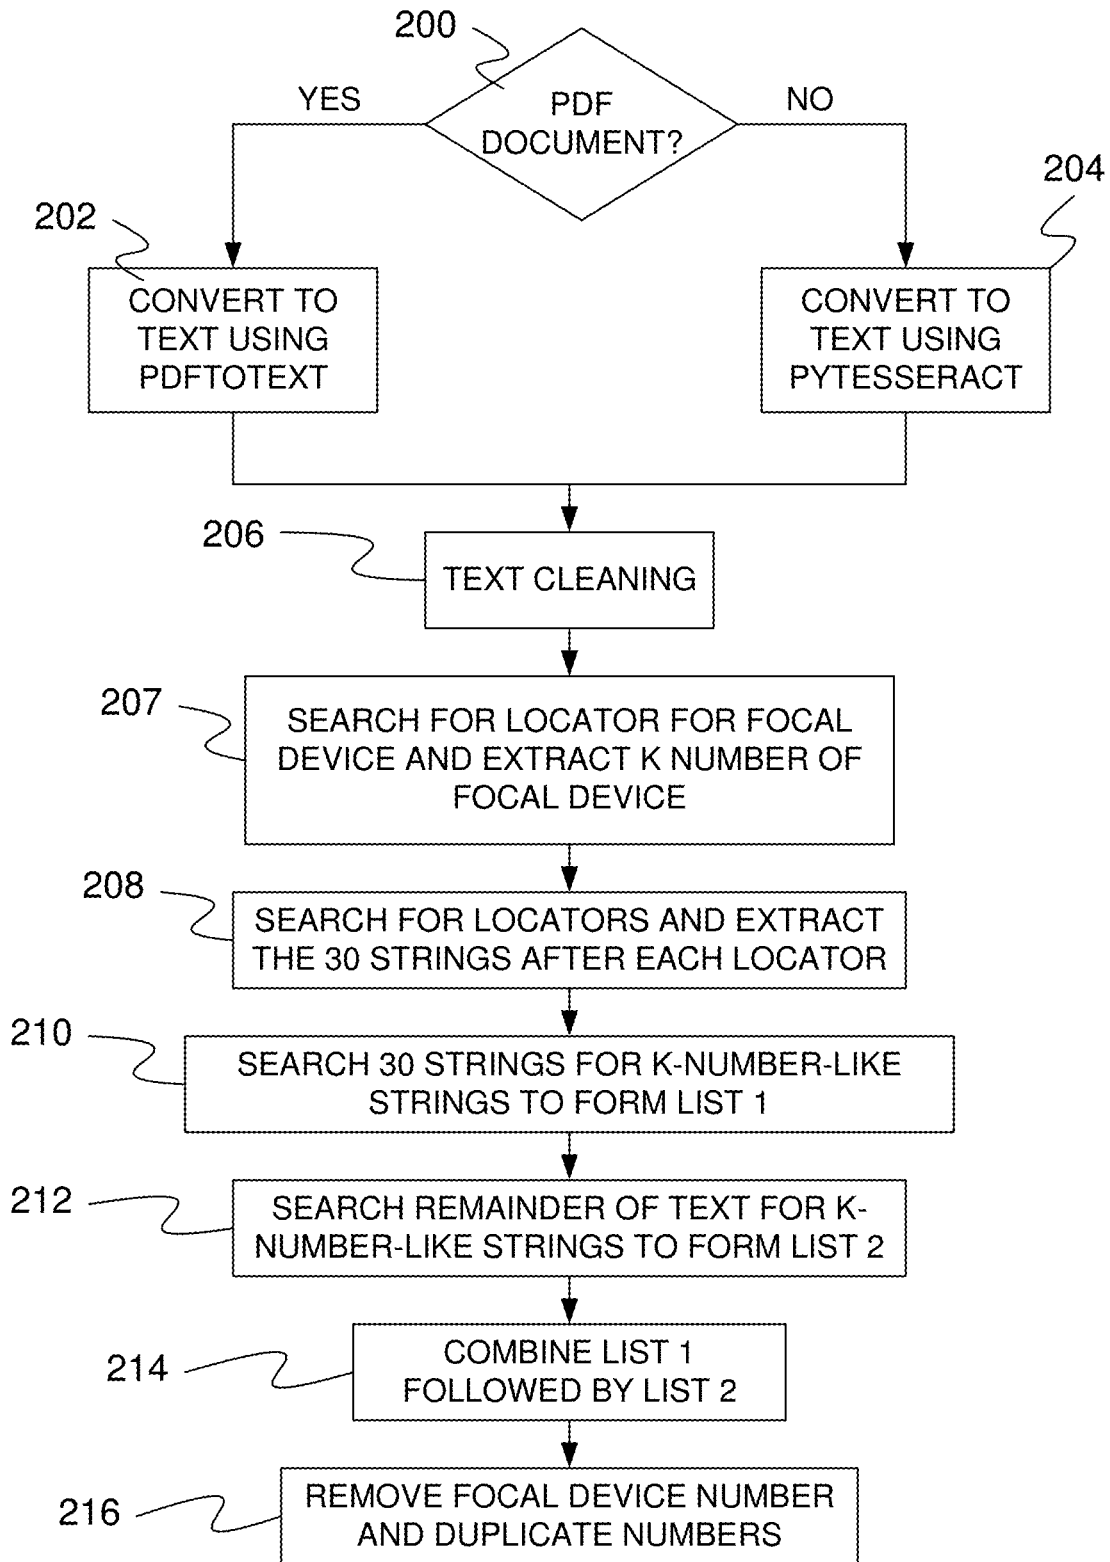 200
PDF
DOCUMENT?
YES
NO
202
204
CONVERT TO
TEXT USING
PDFTOTEXT
CONVERT TO
TEXT USING
PYTESSERACT
206
TEXT CLEANING
207
SEARCH FOR LOCATOR FOR FOCAL
DEVICE AND EXTRACT K NUMBER OF
FOCAL DEVICE
208
SEARCH FOR LOCATORS AND EXTRACT
THE 30 STRINGS AFTER EACH LOCATOR
210
SEARCH 30 STRINGS FOR K-NUMBER-LIKE
STRINGS TO FORM LIST 1
212
SEARCH REMAINDER OF TEXT FOR K-
NUMBER-LIKE STRINGS TO FORM LIST 2
214
COMBINE LIST 1
FOLLOWED BY LIST 2
216
REMOVE FOCAL DEVICE NUMBER
AND DUPLICATE NUMBERS